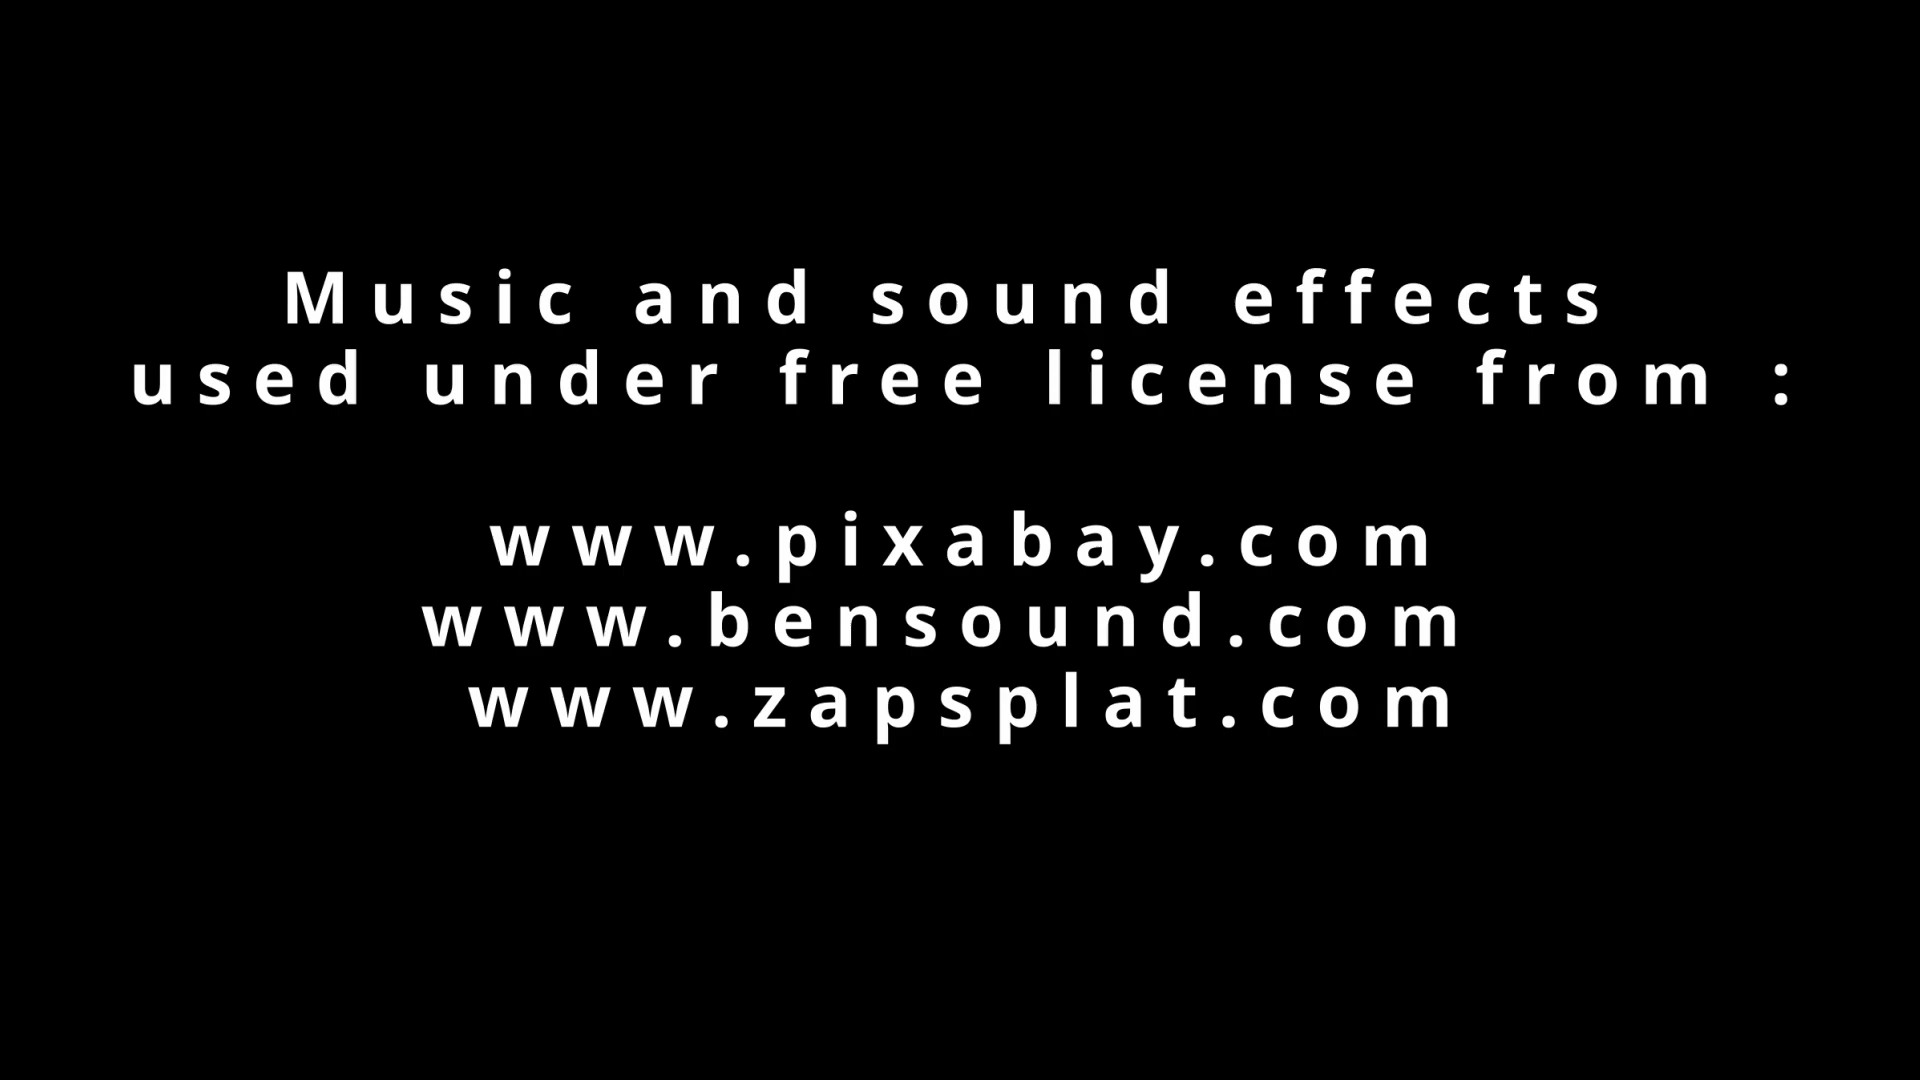 Music and sound effects
used under free license from :
www.pixabay.com
www.bensound.com
www.zapsplat.com